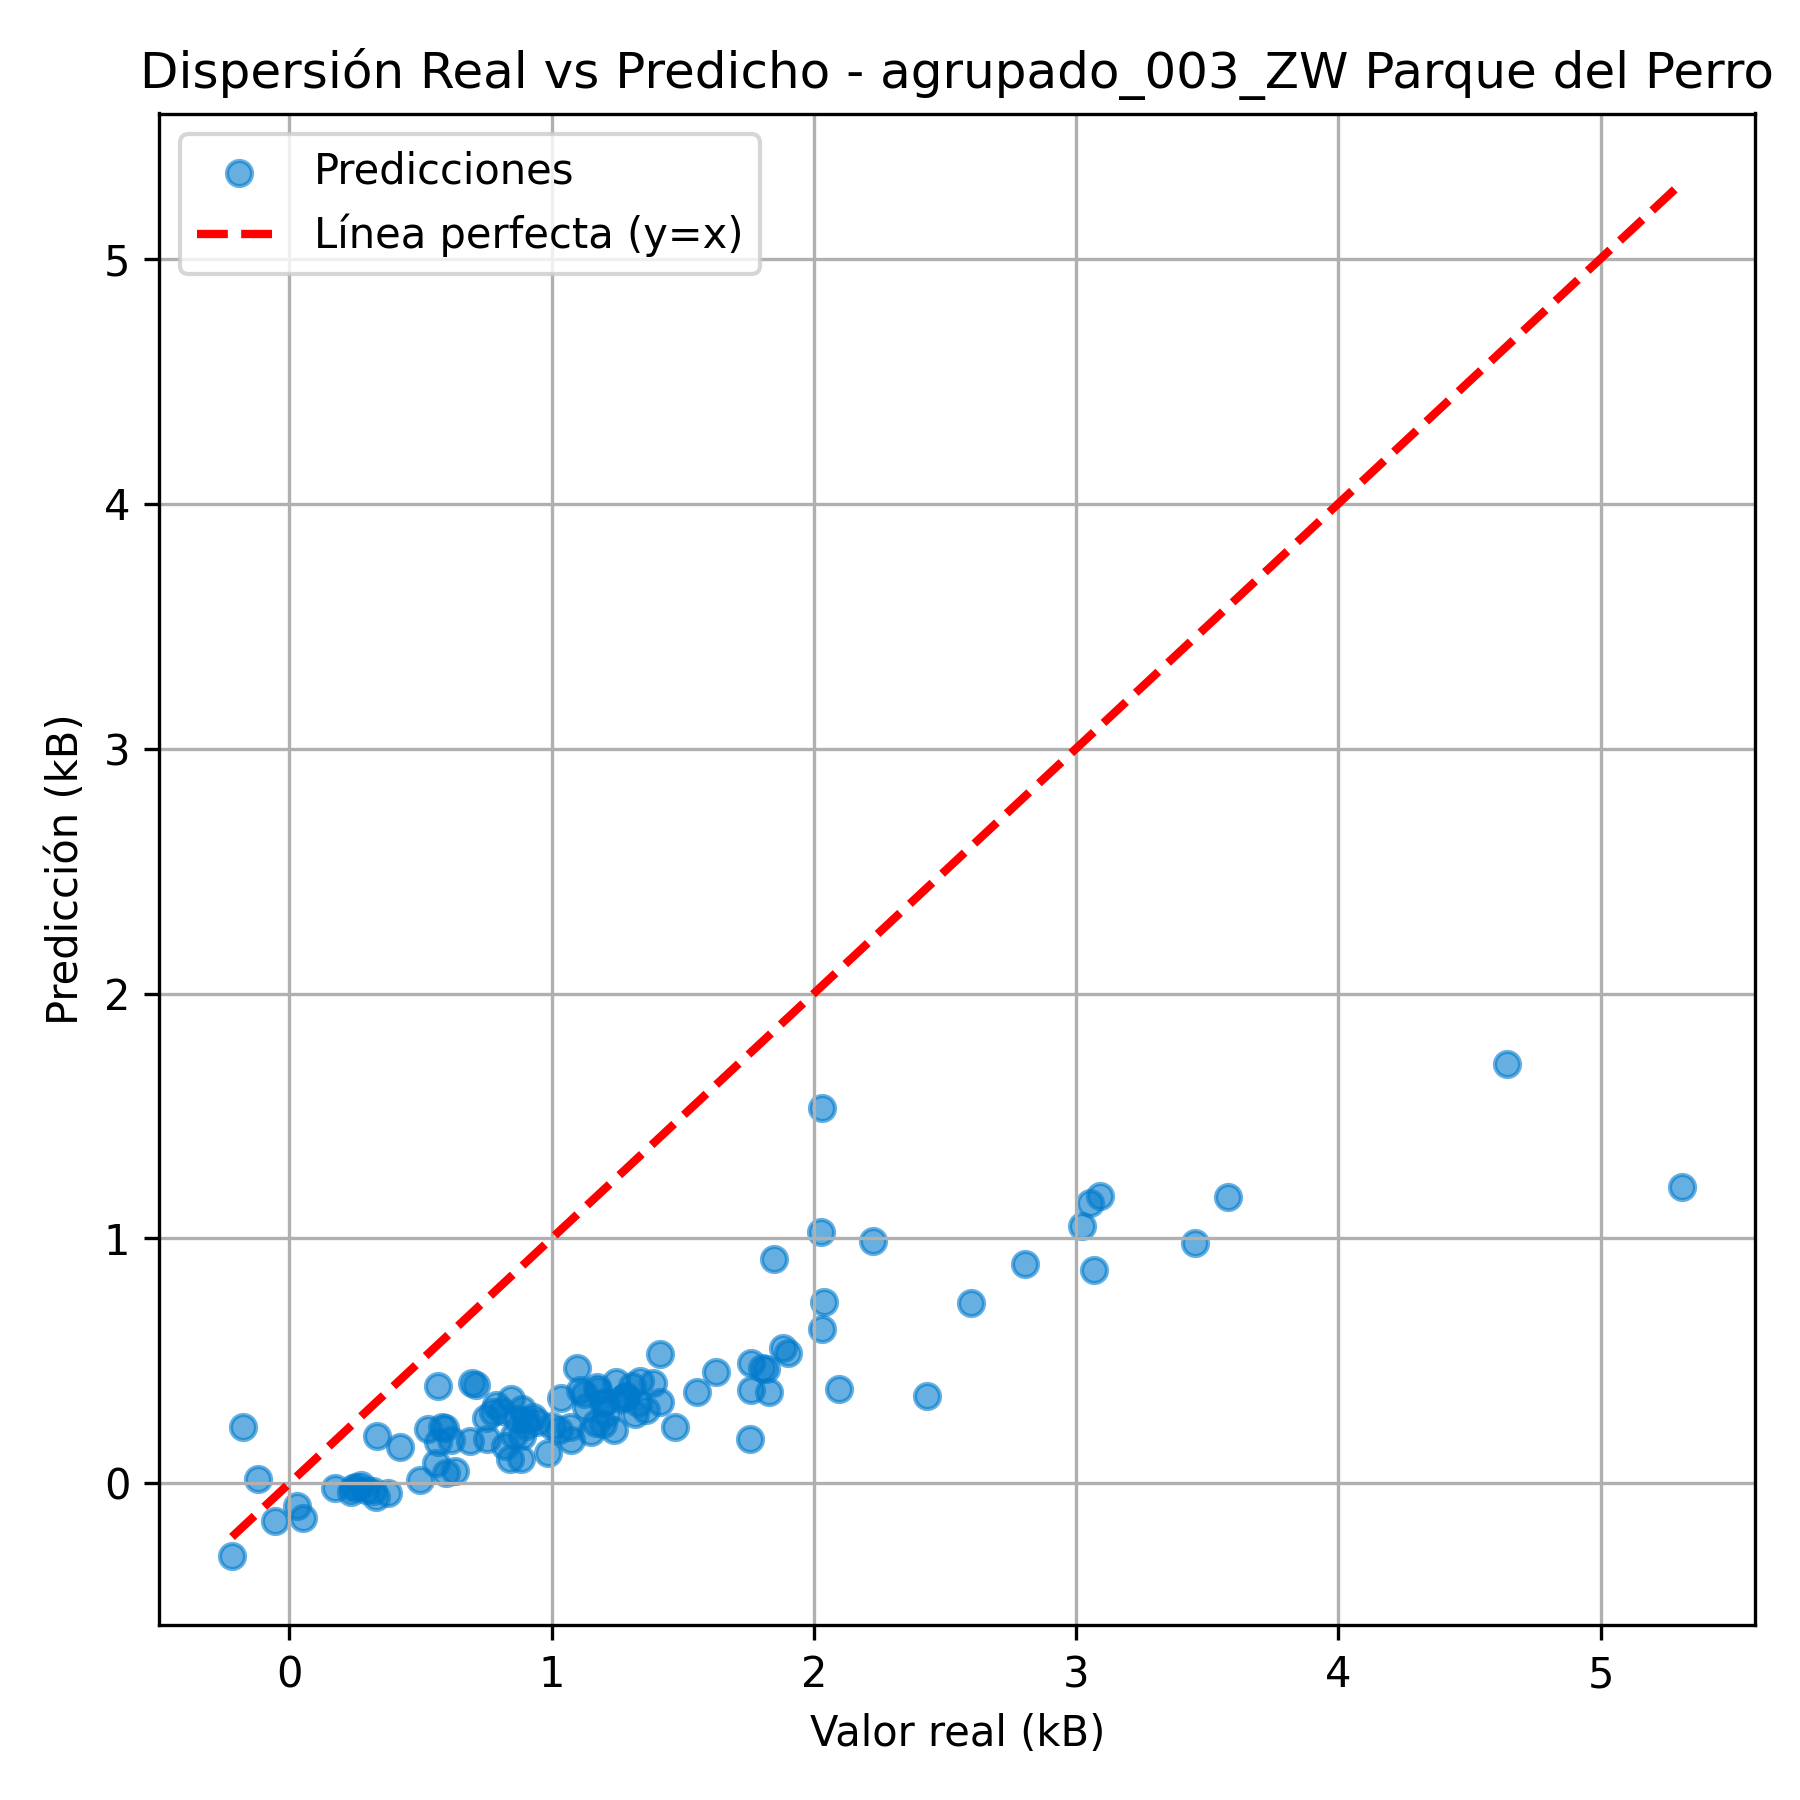 Dispersión Real vs Predicho - agrupado_003_ZW Parque del Perro
Predicciones
Línea perfecta (y=x)
5
4
3
2
1
0
Predicción (kB)
0 1 2 3 4 5
Valor real (kB)